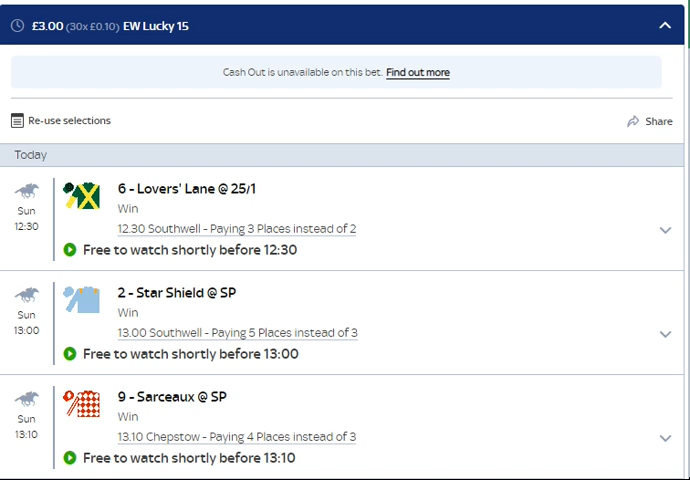 £3.00 (30x £0.10) EW Lucky 15
Cash Out is unavailable on this bet. Find out more
Re-use selections
Share
Today
Sun
12:30
6 - Lovers' Lane @ 25/1
Win
12.30 Southwell - Paying 3 Places instead of 2
Free to watch shortly before 12:30
Sun
13:00
2 - Star Shield @ SP
Win
13.00 Southwell - Paying 5 Places instead of 3
Free to watch shortly before 13:00
Sun
13:10
9 - Sarceaux @ SP
Win
13.10 Chepstow - Paying 4 Places instead of 3
Free to watch shortly before 13:10